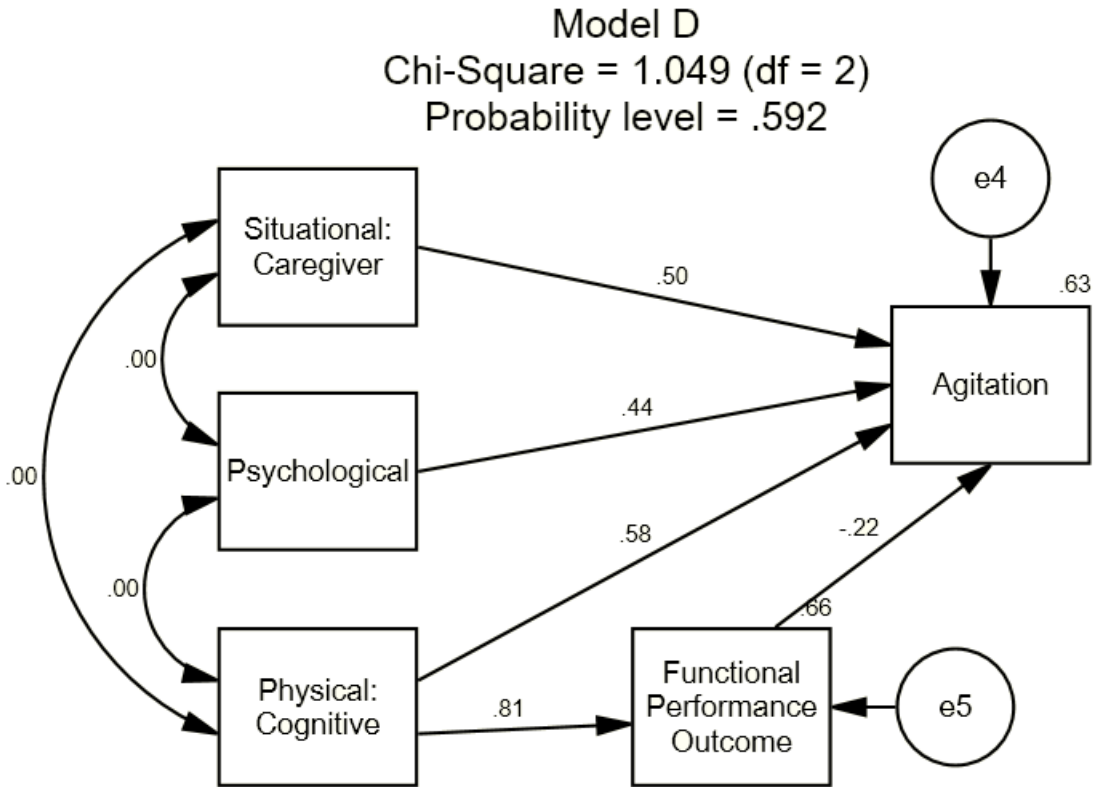 Model D
Chi-Square = 1.049 (df = 2)
Probability level = .592
e4
Situational:
Caregiver
.50
.63
.00
Agitation
.44
Psychological
.00
.58
-.22
.00
.66
Physical:
Cognitive
.81
Functional
Performance
Outcome
e5